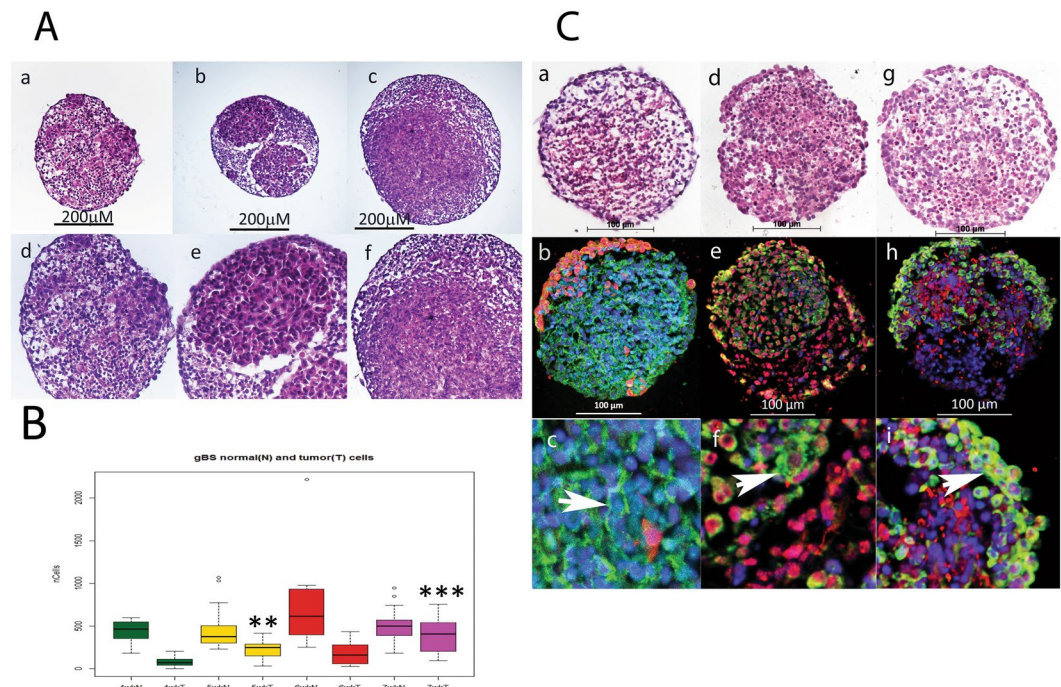 A
C
a
b
c
200µM
200µM
200µM
d
e
f
a
d
g
100 µm
100 µm
100 µm
b
e
h
100 µm
100 µm
100 µm
c
f
i
B
gBS normal(N) and tumor(T) cells
nCells
2000
1500
1000
500
0
**
***